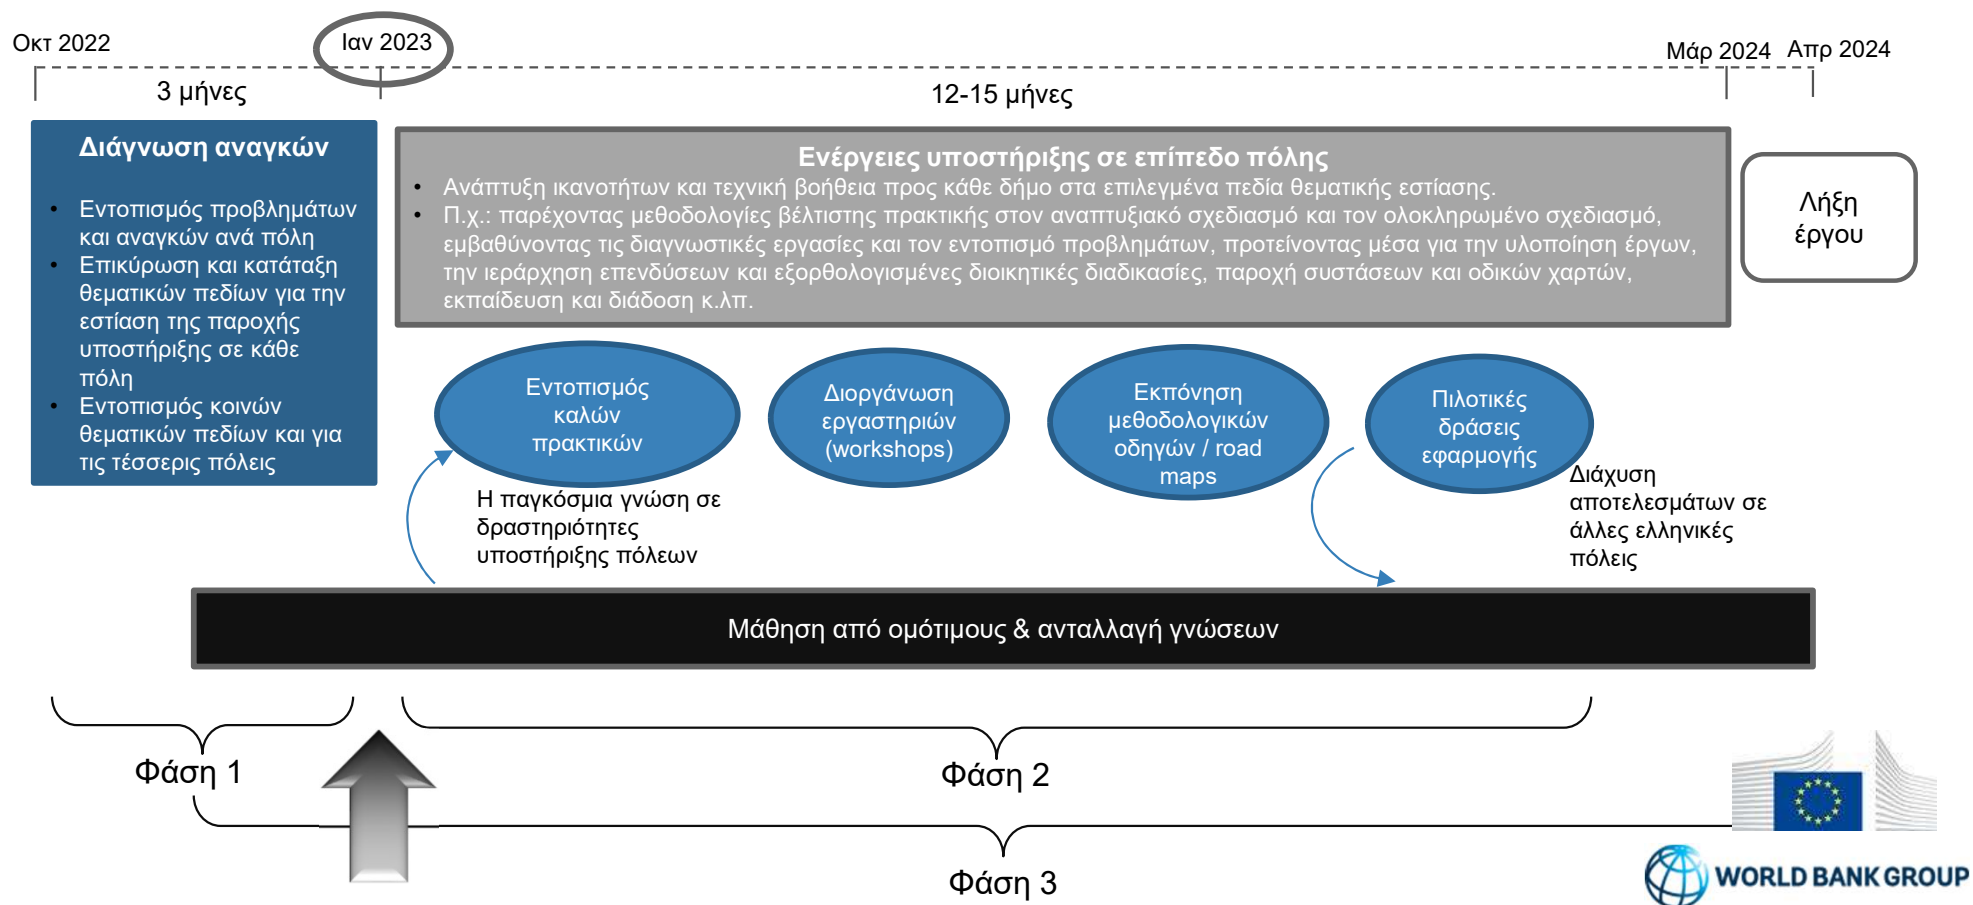 Οκτ 2022
Ιαν 2023
Μάρ 2024
Απρ 2024
3 μήνες
12-15 μήνες
Διάγνωση αναγκών
• Εντοπισμός προβλημάτων
και αναγκών ανά πόλη
• Επικύρωση και κατάταξη
θεματικών πεδίων για την
εστίαση της παροχής
υποστήριξης σε κάθε
πόλη
• Εντοπισμός κοινών
θεματικών πεδίων και για
τις τέσσερις πόλεις
Ενέργειες υποστήριξης σε επίπεδο πόλης
• Ανάπτυξη ικανοτήτων και τεχνική βοήθεια προς κάθε δήμο στα επιλεγμένα πεδία θεματικής εστίασης.
• Π.χ.: παρέχοντας μεθοδολογίες βέλτιστης πρακτικής στον αναπτυξιακό σχεδιασμό και τον ολοκληρωμένο σχεδιασμό,
εμβαθύνοντας τις διαγνωστικές εργασίες και τον εντοπισμό προβλημάτων, προτείνοντας μέσα για την υλοποίηση έργων,
την ιεράρχηση επενδύσεων και εξορθολογισμένες διοικητικές διαδικασίες, παροχή συστάσεων και οδικών χαρτών,
εκπαίδευση και διάδοση κ.λπ.
Λήξη
έργου
Εντοπισμός
καλών
πρακτικών
Διοργάνωση
εργαστηριών
(workshops)
Εκπόνηση
μεθοδολογικών
οδηγών / road
maps
Πιλοτικές
δράσεις
εφαρμογής
Η παγκόσμια γνώση σε
δραστηριότητες
υποστήριξης πόλεων
Διάχυση
αποτελεσμάτων σε
άλλες ελληνικές
πόλεις
Μάθηση από ομότιμους & ανταλλαγή γνώσεων
Φάση 1
Φάση 2
Φάση 3
WORLD BANK GROUP